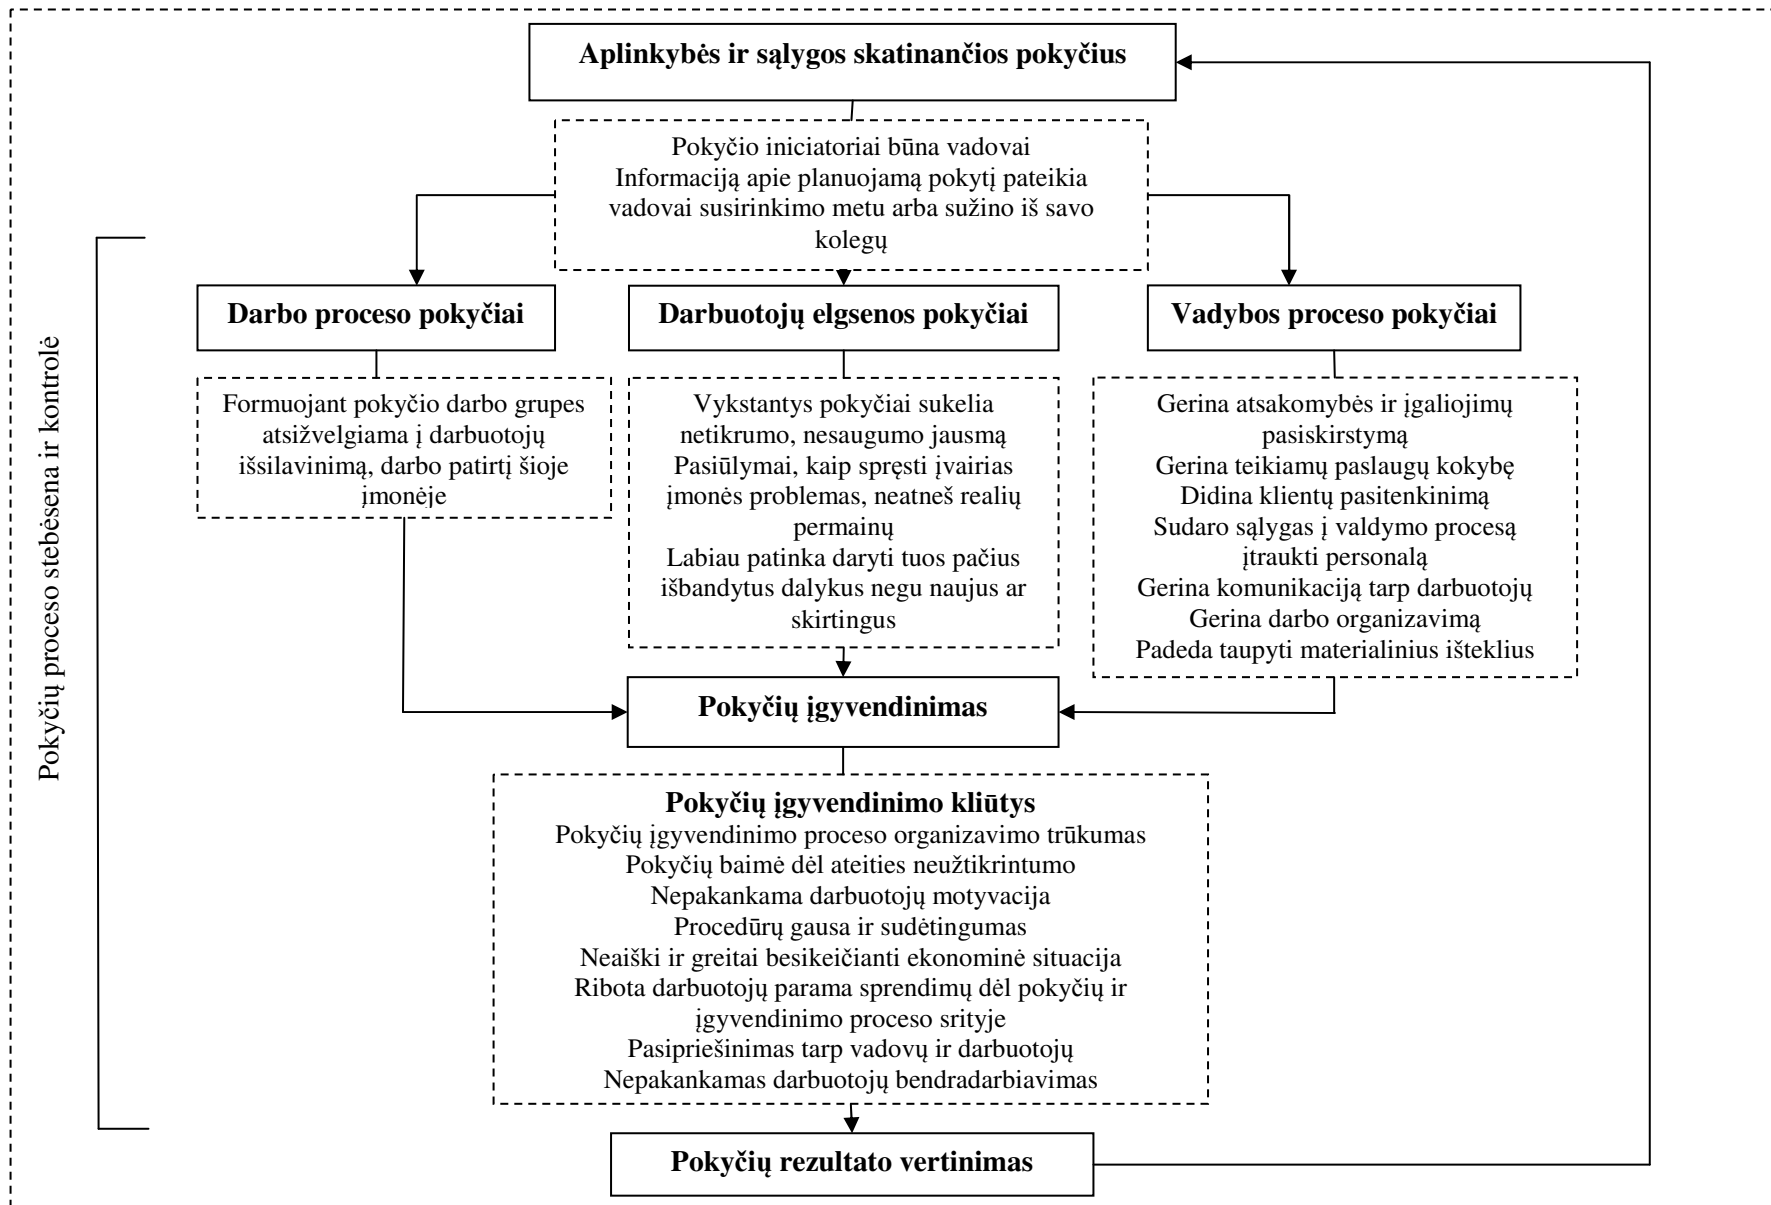 Aplinkybės ir sąlygos skatinančios pokyčius
Pokyčio iniciatoriai būna vadovai
Informaciją apie planuojamą pokytį pateikia
vadovai susirinkimo metu arba sužino iš savo
kolegų
Pokyčių proceso stebėsena ir kontrolė
Darbo proceso pokyčiai
Formuojant pokyčio darbo grupes
atsižvelgiama į darbuotojų
išsilavinimą, darbo patirtį šioje
įmonėje
Darbuotojų elgsenos pokyčiai
Vykstantys pokyčiai sukelia
netikrumo, nesaugumo jausmą
Pasiūlymai, kaip spręsti įvairias
įmonės problemas, neatneš realių
permainų
Labiau patinka daryti tuos pačius
išbandytus dalykus negu naujus ar
skirtingus
Vadybos proceso pokyčiai
Gerina atsakomybės ir įgaliojimų
pasiskirstymą
Gerina teikiamų paslaugų kokybę
Didina klientų pasitenkinimą
Sudaro sąlygas į valdymo procesą
įtraukti personalą
Gerina komunikaciją tarp darbuotojų
Gerina darbo organizavimą
Padeda taupyti materialinius išteklius
Pokyčių įgyvendinimas
Pokyčių įgyvendinimo kliūtys
Pokyčių įgyvendinimo proceso organizavimo trūkumas
Pokyčių baimė dėl ateities neužtikrintumo
Nepakankama darbuotojų motyvacija
Procedūrų gausa ir sudėtingumas
Neaiški ir greitai besikeičianti ekonominė situacija
Ribota darbuotojų parama sprendimų dėl pokyčių ir
įgyvendinimo proceso srityje
Pasipriešinimas tarp vadovų ir darbuotojų
Nepakankamas darbuotojų bendradarbiavimas
Pokyčių rezultato vertinimas